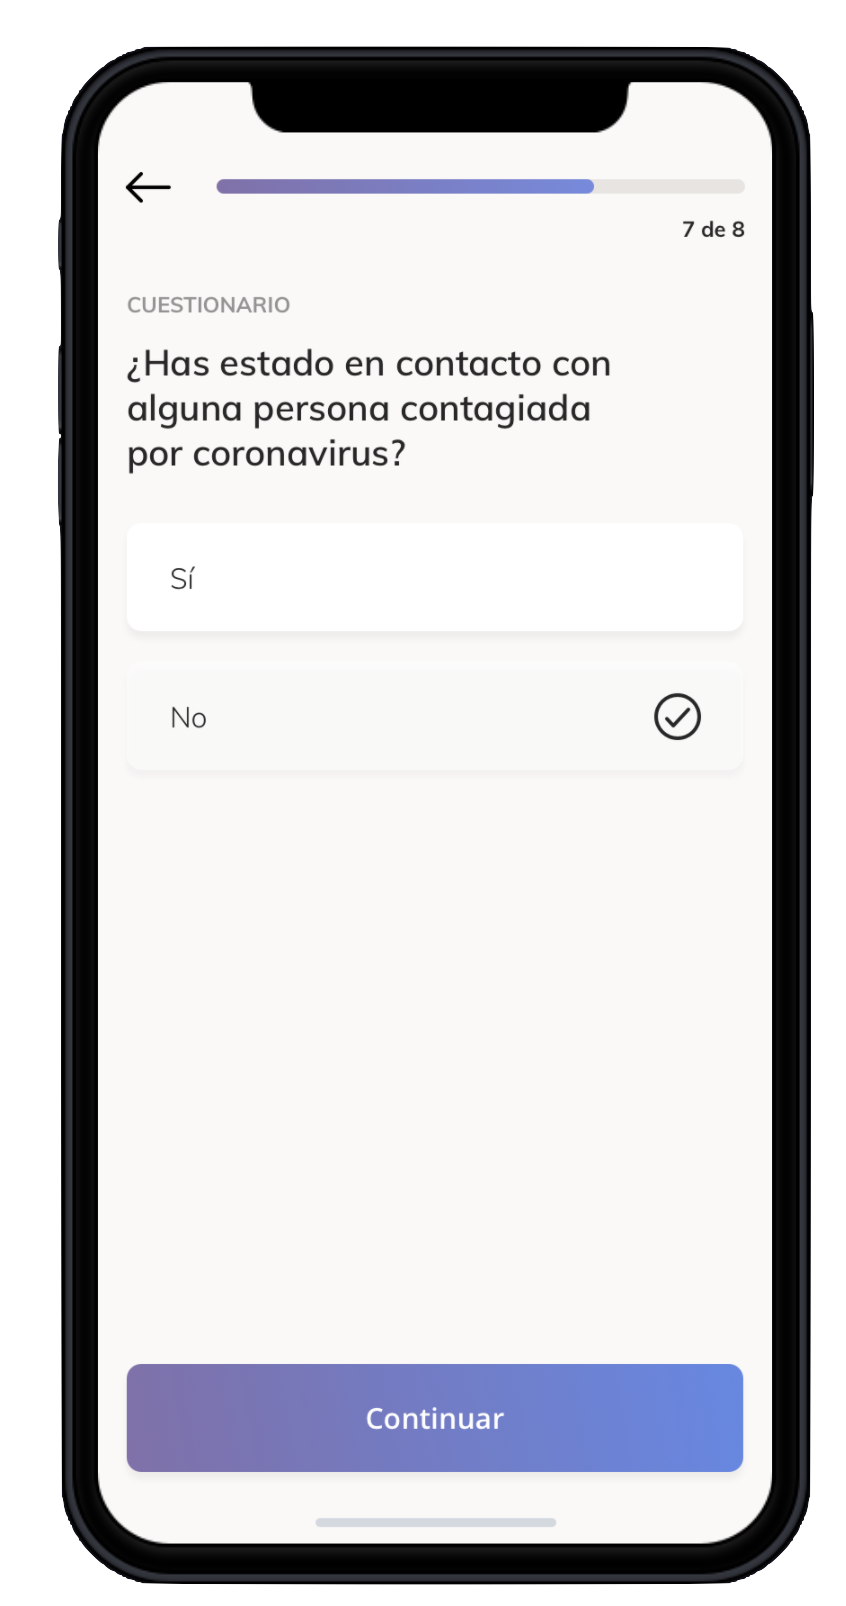 7 de 8
CUESTIONARIO
¿Has estado en contacto con
alguna persona contagiada
por coronavirus?
Sí
No
Continuar